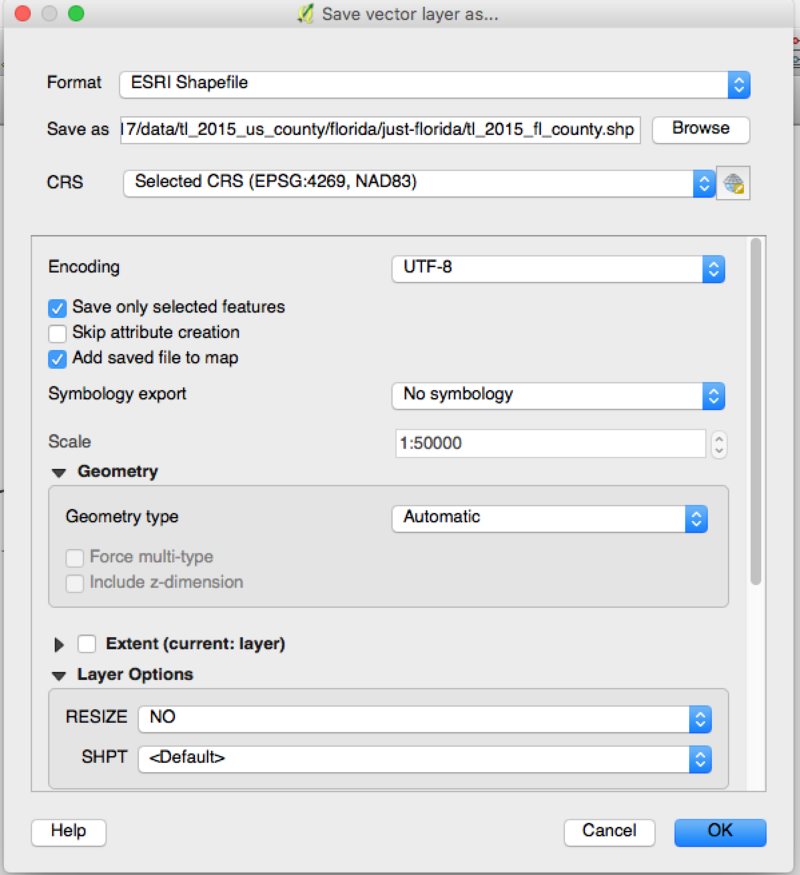 Save vector layer as...
Format ESRI Shapefile
Save as 17/data/tl_2015_us_county/florida/just-florida/tl_2015_fl_county.shp Browse
CRS Selected CRS (EPSG:4269, NAD83)
Encoding UTF-8
Save only selected features
Skip attribute creation
Add saved file to map
Symbology export No symbology
Scale 1:50000
Geometry
Geometry type Automatic
Force multi-type
Include z-dimension
Extent (current: layer)
Layer Options
RESIZE NO
SHPT <Default>
Help Cancel OK